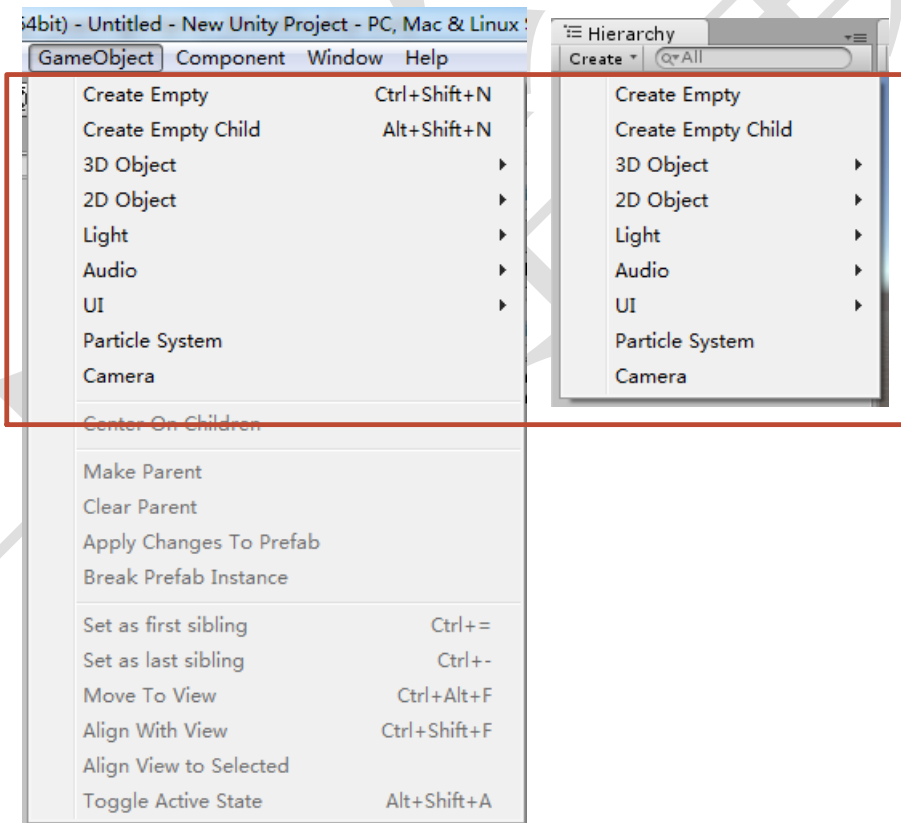 64bit) - Untitled - New Unity Project - PC, Mac & Linux S
GameObject Component Window Help
Create Empty Ctrl+Shift+N
Create Empty Child Alt+Shift+N
3D Object
2D Object
Light
Audio
UI
Particle System
Camera
Center On Children
Make Parent
Clear Parent
Apply Changes To Prefab
Break Prefab Instance
Set as first sibling Ctrl+=
Set as last sibling Ctrl+-
Move To View Ctrl+Alt+F
Align With View Ctrl+Shift+F
Align View to Selected
Toggle Active State Alt+Shift+A
Hierarchy
Create All
Create Empty
Create Empty Child
3D Object
2D Object
Light
Audio
UI
Particle System
Camera